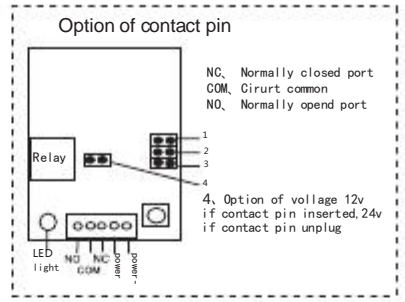 Option of contact pin
NC、 Normally closed port
COM、 Cirurt common
NO、 Normally opend port
1
2
3
4
Relay
4、Option of vollage 12v
if contact pin inserted,24v
if contact pin unplug
LED
light
NO
COM
NC
power
power-